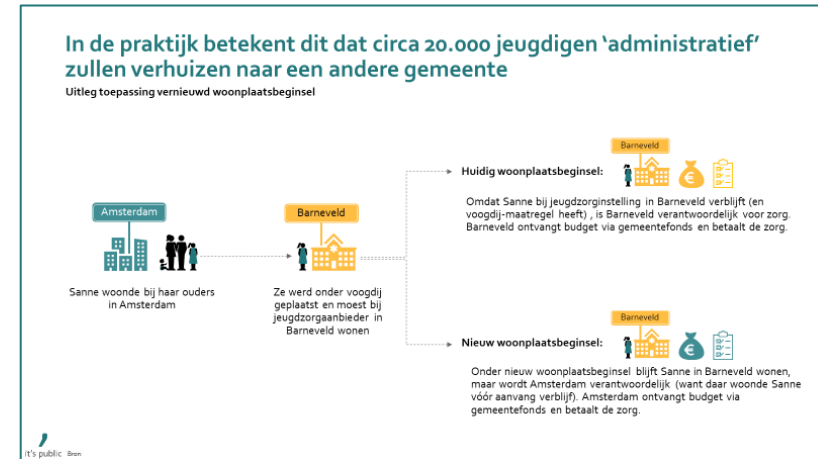 In de praktijk betekent dit dat circa 20.000 jeugdigen ‘administratief’
zullen verhuizen naar een andere gemeente
Uitleg toepassing vernieuwd woonplaatsbeginsel
Amsterdam
Sanne woonde bij haar ouders
in Amsterdam
Barneveld
Ze werd onder voogdij
geplaatst en moest bij
jeugdzorgaanbieder in
Barneveld wonen
Huidig woonplaatsbeginsel:
Barneveld
€
Omdat Sanne bij jeugdzorginstelling in Barneveld verblijft (en
voogdij-maatregel heeft) , is Barneveld verantwoordelijk voor zorg.
Barneveld ontvangt budget via gemeentefonds en betaalt de zorg.
Nieuw woonplaatsbeginsel:
Barneveld
€
Onder nieuw woonplaatsbeginsel blijft Sanne in Barneveld wonen,
maar wordt Amsterdam verantwoordelijk (want daar woonde Sanne
vóór aanvang verblijf). Amsterdam ontvangt budget via
gemeentefonds en betaalt de zorg.
it's public Bron